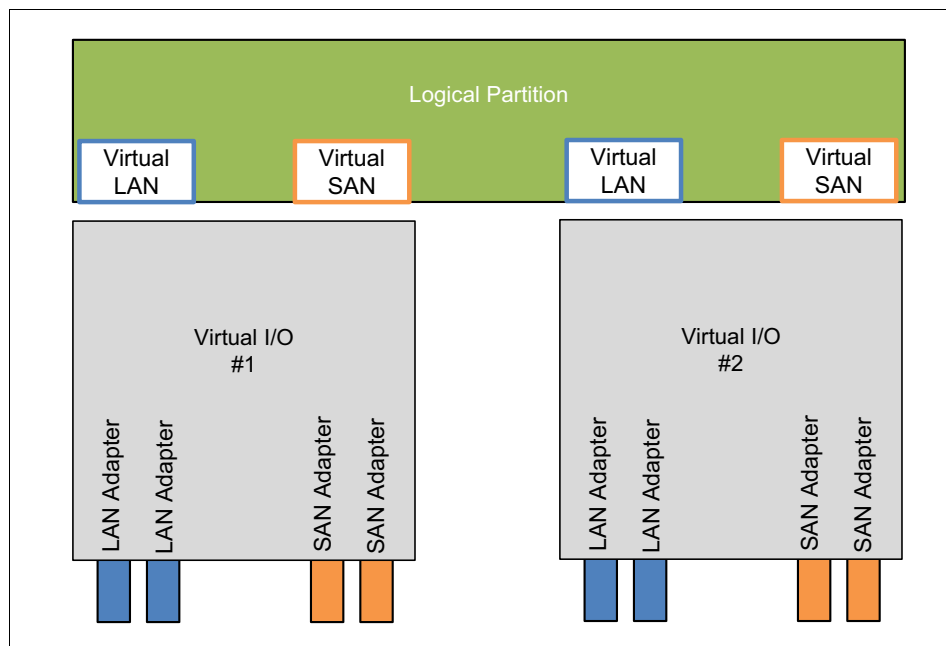 Logical Partition
Virtual
LAN
Virtual
SAN
Virtual
LAN
Virtual
SAN
Virtual I/O
#1
Virtual I/O
#2
LAN Adapter
LAN Adapter
SAN Adapter
SAN Adapter
LAN Adapter
LAN Adapter
SAN Adapter
SAN Adapter